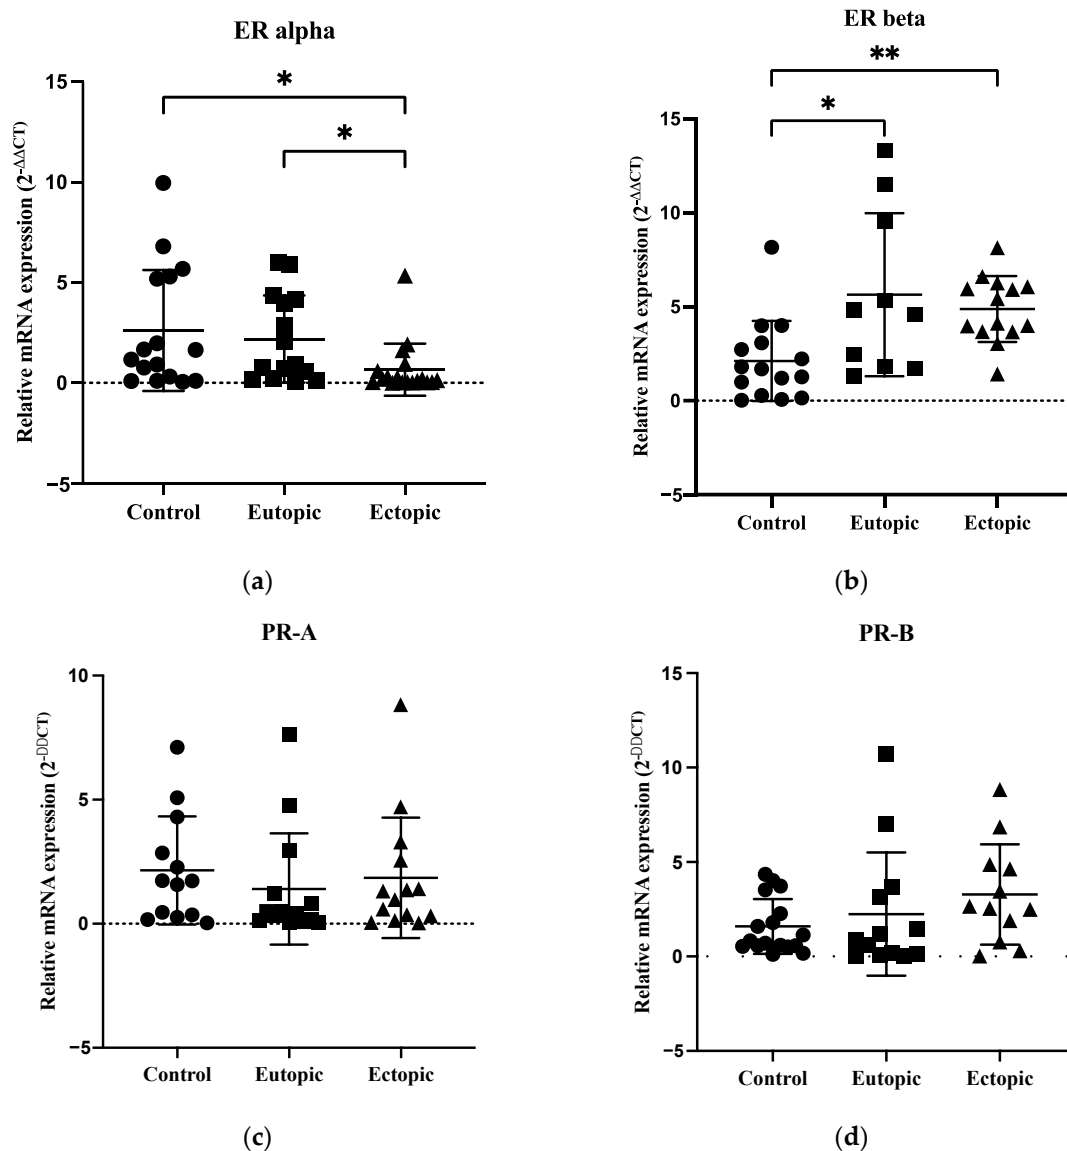 ER alpha
*
*
Relative mRNA expression (2-ΔΔCT)
15
10
5
0
−5
Control Eutopic Ectopic
(a)
ER beta
**
*
Relative mRNA expression (2-ΔΔCT)
15
10
5
0
−5
Control Eutopic Ectopic
(b)
PR-A
Relative mRNA expression (2-□□CT)
10
5
0
−5
Control Eutopic Ectopic
(c)
PR-B
Relative mRNA expression (2-□□CT)
15
10
5
0
−5
Control Eutopic Ectopic
(d)